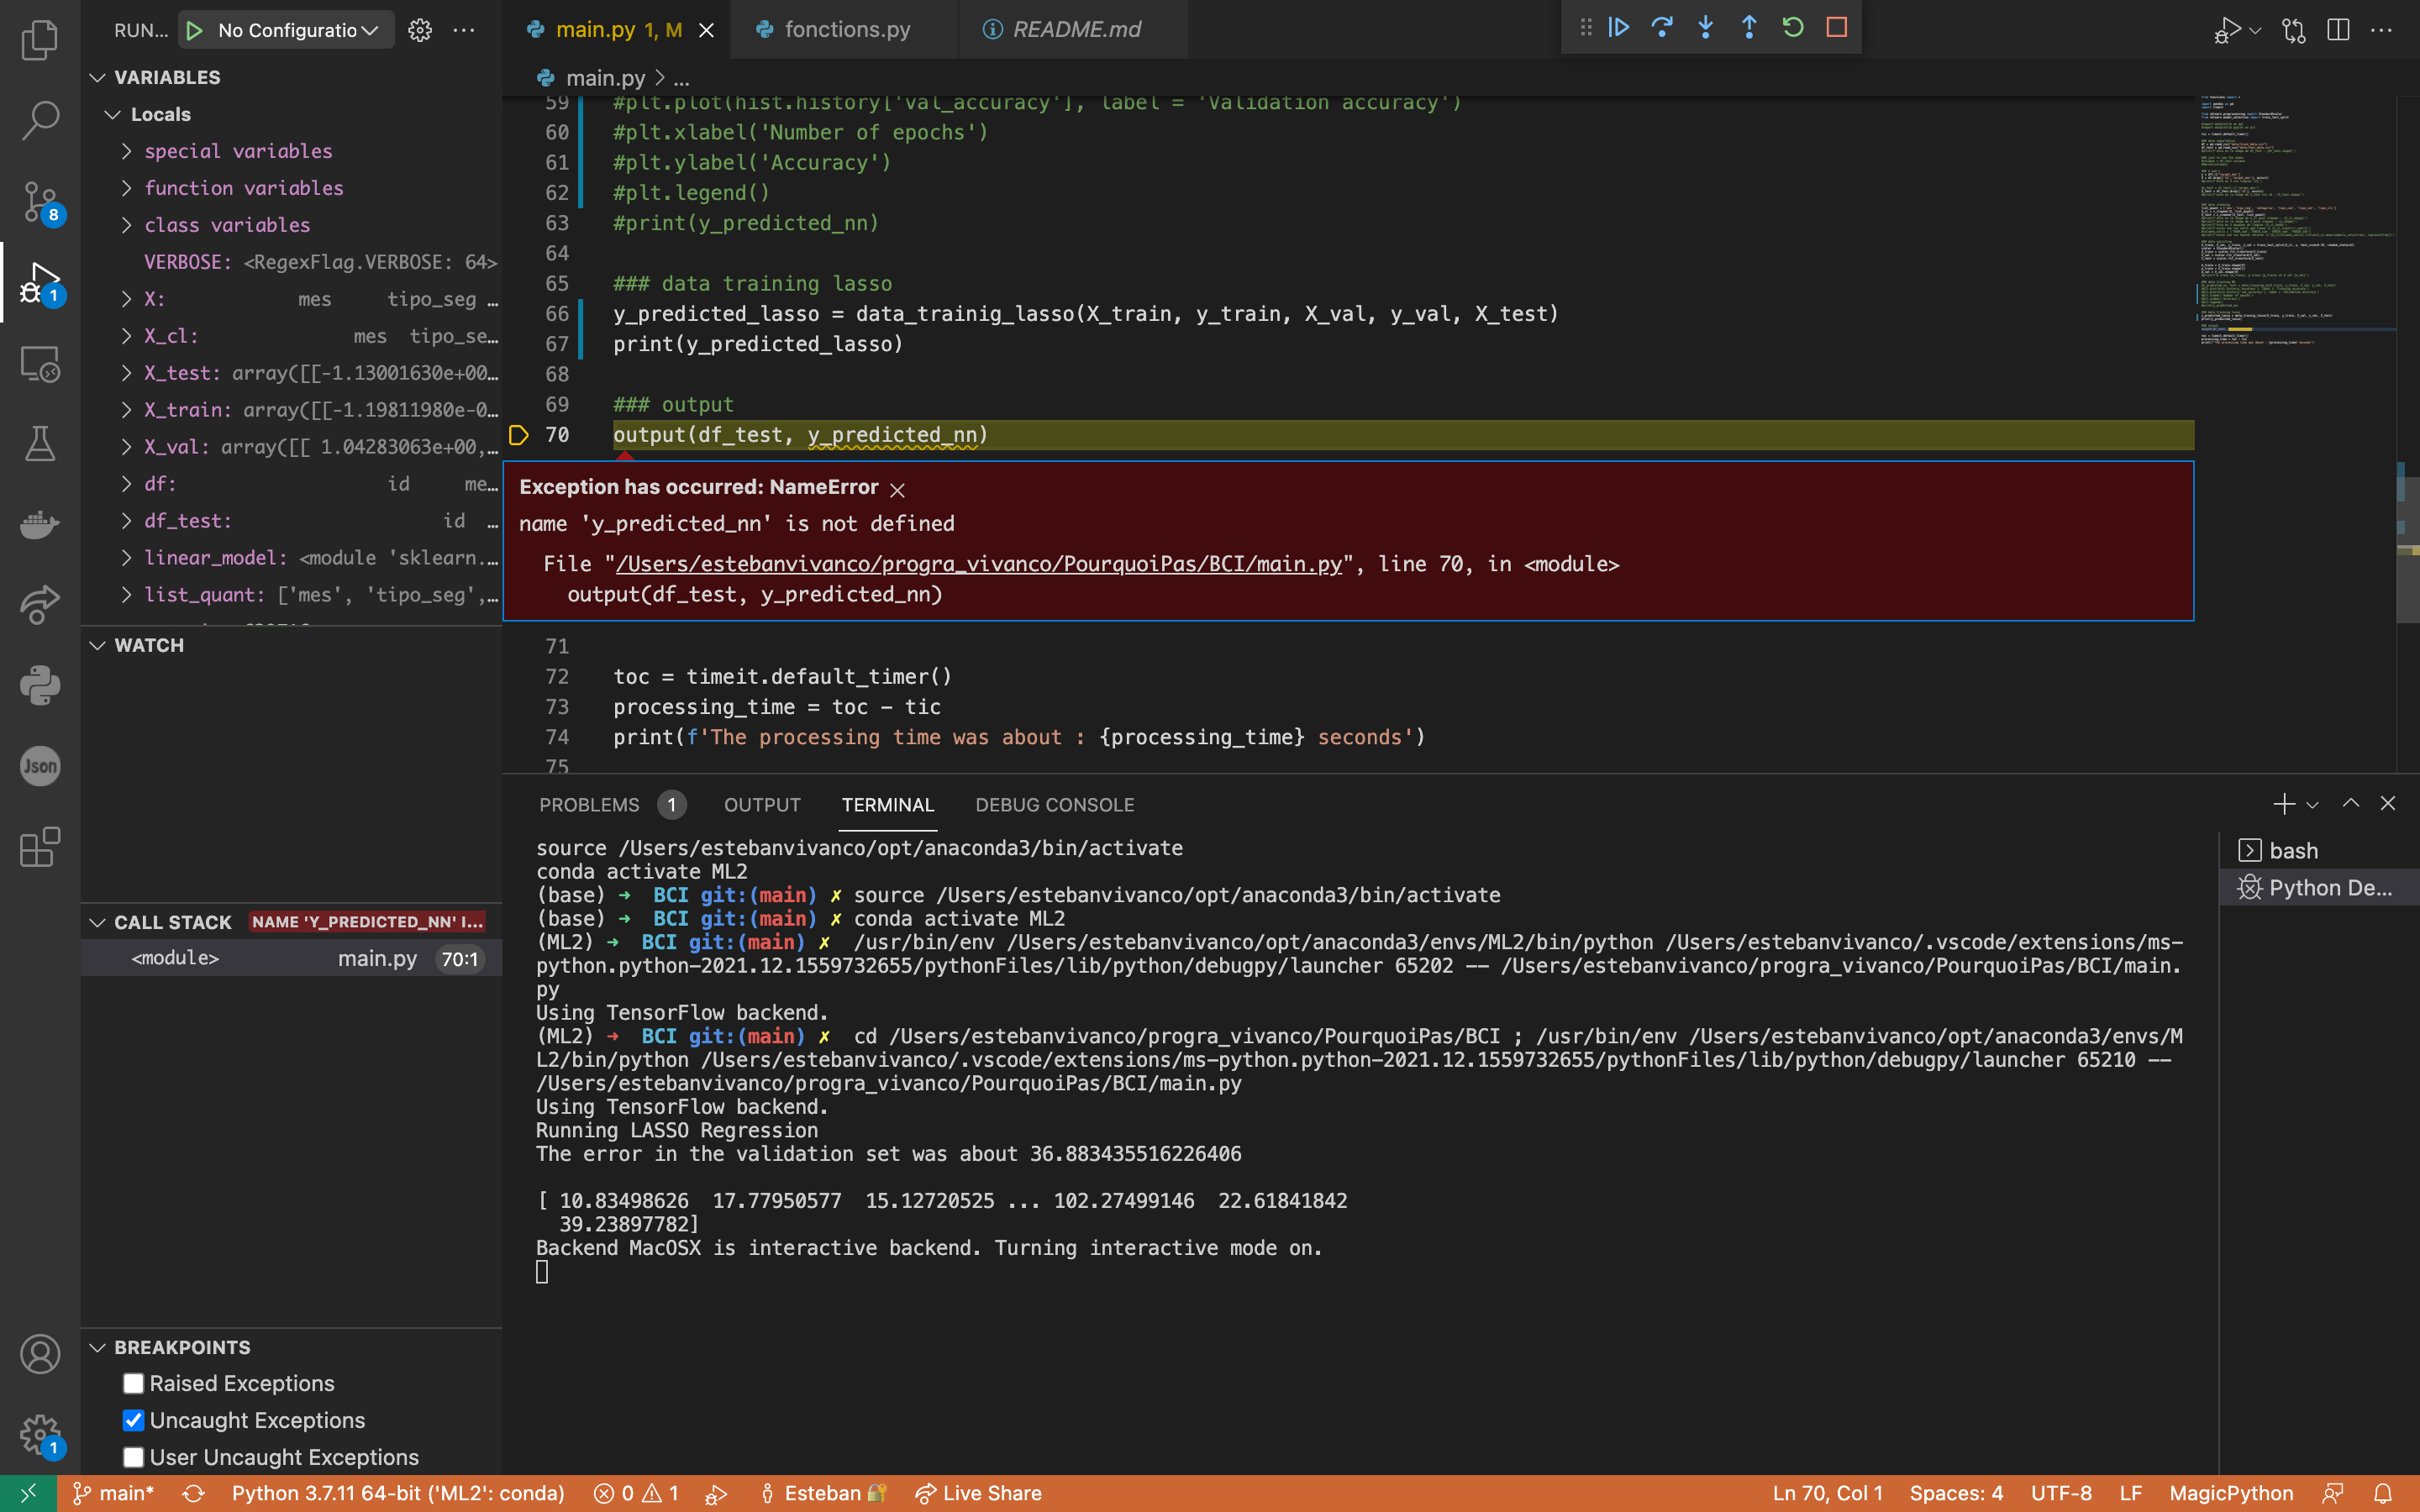 RUN...
No Configuratio
main.py 1, M
fonctions.py
README.md
main.py > ...
VARIABLES
Locals
special variables
function variables
class variables
VERBOSE: <RegexFlag.VERBOSE: 64>
X: mes tipo_seg ...
X_cl: mes tipo_se...
X_test: array([[-1.13001630e+00...
X_train: array([[-1.19811980e-0...
X_val: array([[ 1.04283063e+00,...
df: id me...
df_test: id ...
linear_model: <module 'sklearn....
list_quant: ['mes', 'tipo_seg',...
WATCH
CALL STACK
NAME 'Y_PREDICTED_NN' I...
<module> main.py 70:1
BREAKPOINTS
Raised Exceptions
Uncaught Exceptions
User Uncaught Exceptions
8
1
Json
1
59 #plt.plot(hist.history['val_accuracy'], label = 'Validation accuracy')
60 #plt.xlabel('Number of epochs')
61 #plt.ylabel('Accuracy')
62 #plt.legend()
63 #print(y_predicted_nn)
64
65 ### data training lasso
66 y_predicted_lasso = data_trainig_lasso(X_train, y_train, X_val, y_val, X_test)
67 print(y_predicted_lasso)
68
69 ### output
70 output(df_test, y_predicted_nn)
Exception has occurred: NameError
name 'y_predicted_nn' is not defined
File "/Users/estebanvivanco/progra_vivanco/PourquoiPas/BCI/main.py", line 70, in <module>
output(df_test, y_predicted_nn)
71
72 toc = timeit.default_timer()
73 processing_time = toc - tic
74 print(f'The processing time was about : {processing_time} seconds')
75
PROBLEMS 1 OUTPUT TERMINAL DEBUG CONSOLE
source /Users/estebanvivanco/opt/anaconda3/bin/activate
conda activate ML2
(base) ➜ BCI git:(main) ✗ source /Users/estebanvivanco/opt/anaconda3/bin/activate
(base) ➜ BCI git:(main) ✗ conda activate ML2
(ML2) ➜ BCI git:(main) ✗ /usr/bin/env /Users/estebanvivanco/opt/anaconda3/envs/ML2/bin/python /Users/estebanvivanco/.vscode/extensions/ms-
python.python-2021.12.1559732655/pythonFiles/lib/python/debugpy/launcher 65202 -- /Users/estebanvivanco/progra_vivanco/PourquoiPas/BCI/main.
py
Using TensorFlow backend.
(ML2) ➜ BCI git:(main) ✗ cd /Users/estebanvivanco/progra_vivanco/PourquoiPas/BCI ; /usr/bin/env /Users/estebanvivanco/opt/anaconda3/envs/M
L2/bin/python /Users/estebanvivanco/.vscode/extensions/ms-python.python-2021.12.1559732655/pythonFiles/lib/python/debugpy/launcher 65210 --
/Users/estebanvivanco/progra_vivanco/PourquoiPas/BCI/main.py
Using TensorFlow backend.
Running LASSO Regression
The error in the validation set was about 36.883435516226406
[ 10.83498626 17.77950577 15.12720525 ... 102.27499146 22.61841842
39.23897782]
Backend MacOSX is interactive backend. Turning interactive mode on.
bash
Python De...
main* Python 3.7.11 64-bit ('ML2': conda) 0 1 Esteban Live Share Ln 70, Col 1 Spaces: 4 UTF-8 LF MagicPython